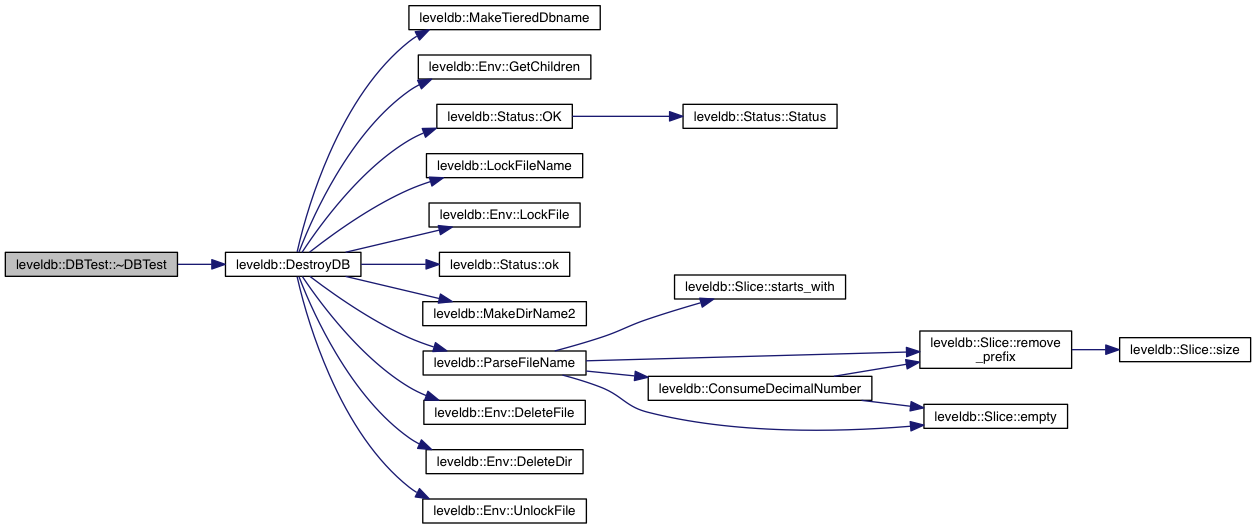 leveldb::MakeTieredDbname
leveldb::Env::GetChildren
leveldb::Status::OK
leveldb::Status::Status
leveldb::LockFileName
leveldb::Env::LockFile
leveldb::DBTest::~DBTest
leveldb::DestroyDB
leveldb::Status::ok
leveldb::Slice::starts_with
leveldb::MakeDirName2
leveldb::ParseFileName
leveldb::Slice::remove
_prefix
leveldb::Slice::size
leveldb::ConsumeDecimalNumber
leveldb::Env::DeleteFile
leveldb::Slice::empty
leveldb::Env::DeleteDir
leveldb::Env::UnlockFile